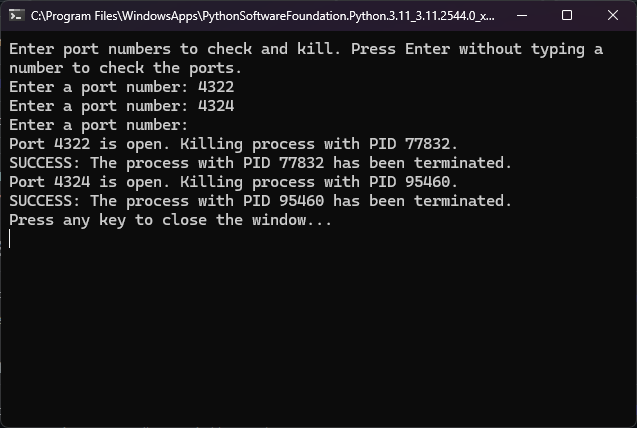 C:\Program Files\WindowsApps\PythonSoftwareFoundation.Python.3.11_3.11.2544.0_x...
Enter port numbers to check and kill. Press Enter without typing a
number to check the ports.
Enter a port number: 4322
Enter a port number: 4324
Enter a port number:
Port 4322 is open. Killing process with PID 77832.
SUCCESS: The process with PID 77832 has been terminated.
Port 4324 is open. Killing process with PID 95460.
SUCCESS: The process with PID 95460 has been terminated.
Press any key to close the window...